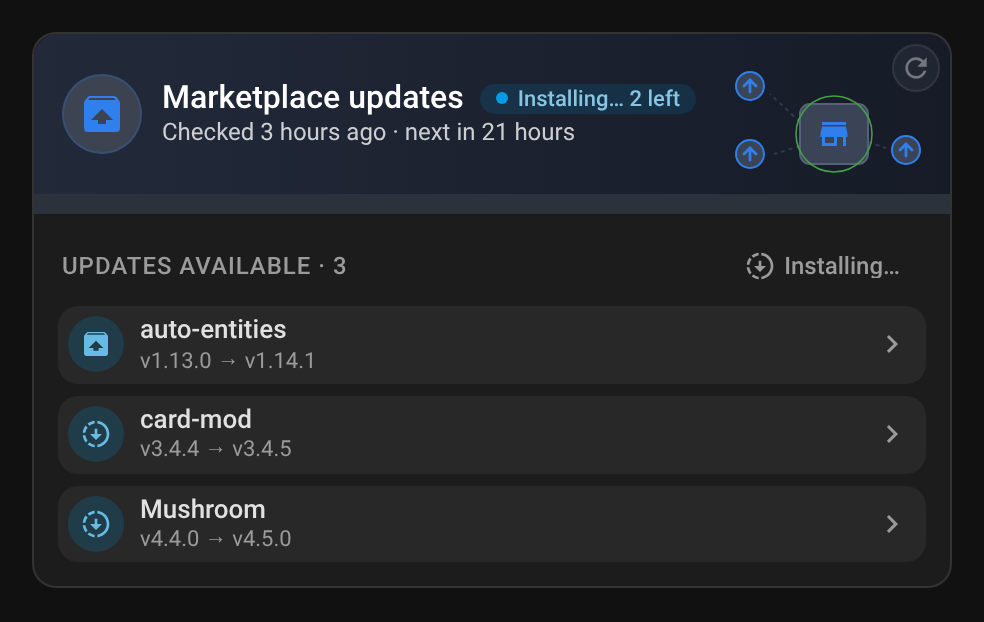 Marketplace updates
Installing... 2 left
Checked 3 hours ago · next in 21 hours
UPDATES AVAILABLE · 3
Installing...
auto-entities
v1.13.0 → v1.14.1
card-mod
v3.4.4 → v3.4.5
Mushroom
v4.4.0 → v4.5.0